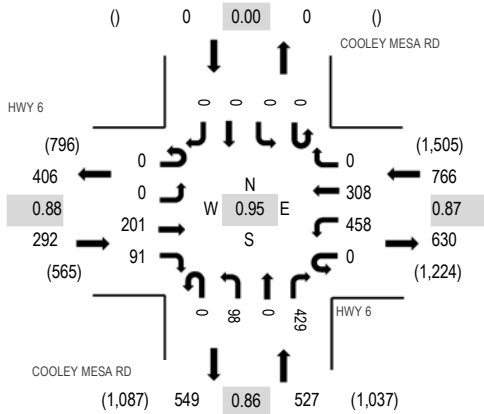 () 0 0.00 0 ()
COOLEY MESA RD
HWY 6
0 0 0 0
(796) 0 0 (1,505)
406 766
0 N 308
0.88 W 0.95 E 0.87
201 S 458
292 630
91 0
(565) (1,224)
0 98 0 429
HWY 6
COOLEY MESA RD
(1,087) 549 0.86 527 (1,037)